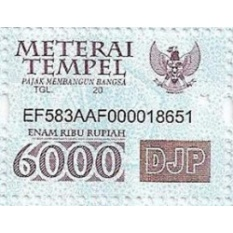 METERAI
TEMPEL
PAJAK MEMBANGUN BANGSA
TGL. 20
EF583AAF000018651
ENAM RIBU RUPIAH
6000 DJP